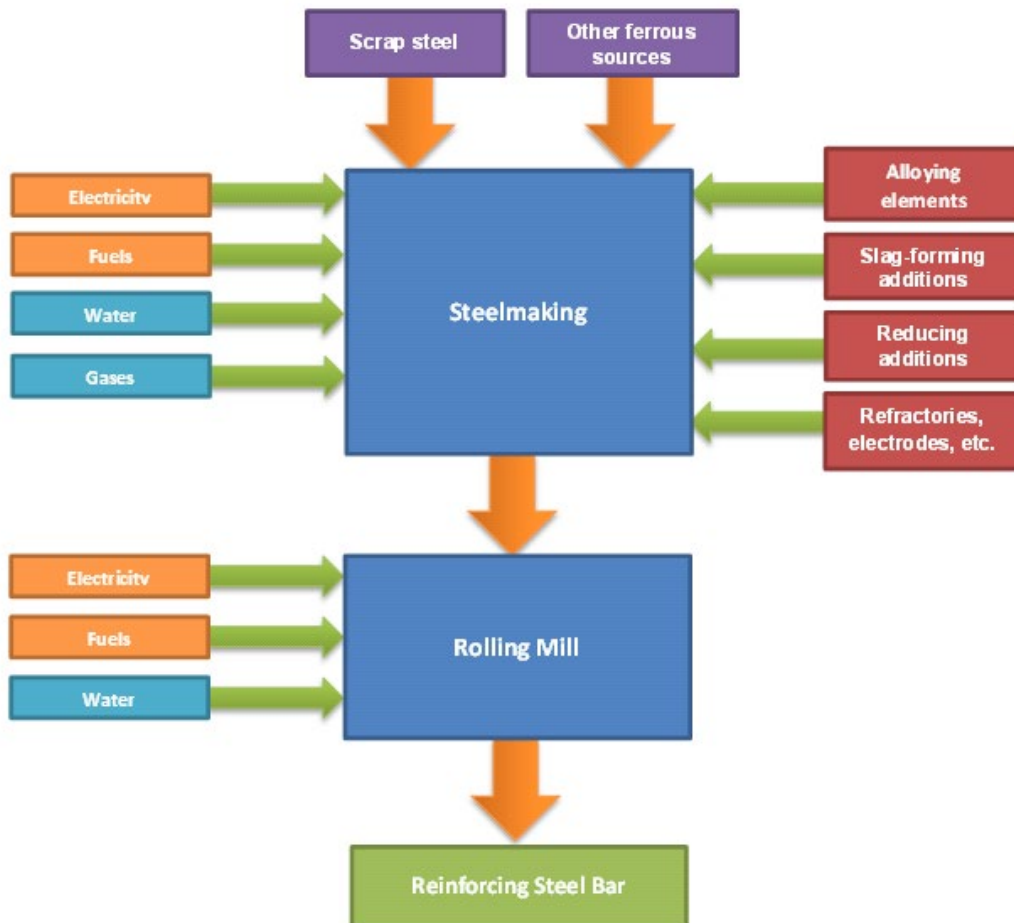 Scrap steel
Other ferrous
sources
Electricity
Fuels
Water
Gases
Alloying
elements
Slag-forming
additions
Reducing
additions
Refractories,
electrodes, etc.
Steelmaking
Electricity
Fuels
Water
Rolling Mill
Reinforcing Steel Bar